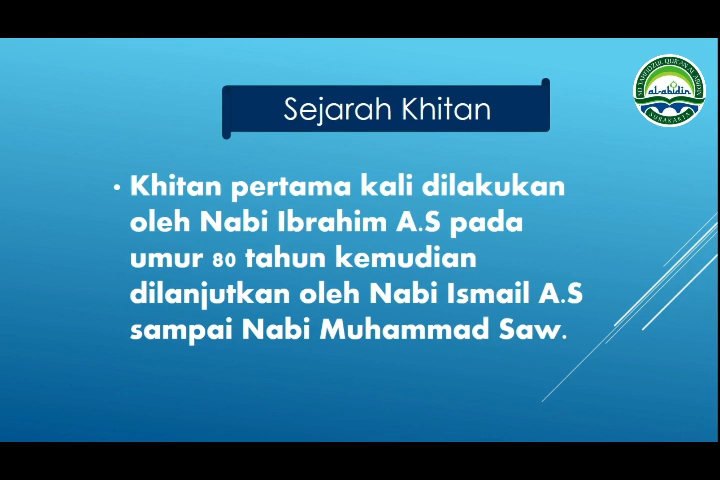 Sejarah Khitan
• Khitan pertama kali dilakukan
oleh Nabi Ibrahim A.S pada
umur 80 tahun kemudian
dilanjutkan oleh Nabi Ismail A.S
sampai Nabi Muhammad Saw.
al-abidin
SURAKARTA